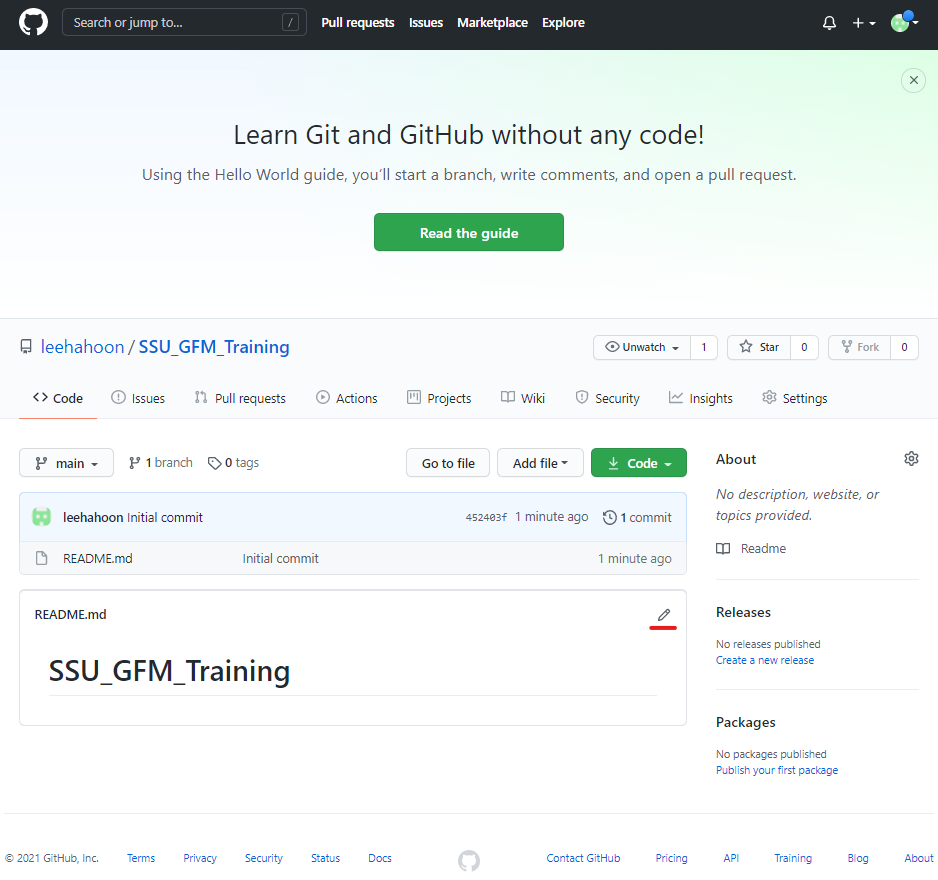 Search or jump to... /
Pull requests Issues Marketplace Explore
Learn Git and GitHub without any code!
Using the Hello World guide, you’ll start a branch, write comments, and open a pull request.
Read the guide
leehahoon / SSU_GFM_Training
Unwatch 1 Star 0 Fork 0
Code Issues Pull requests Actions Projects Wiki Security Insights Settings
main 1 branch 0 tags Go to file Add file Code
leehahoon Initial commit 452403f 1 minute ago 1 commit
README.md Initial commit 1 minute ago
README.md
SSU_GFM_Training
About
No description, website, or
topics provided.
Readme
Releases
No releases published
Create a new release
Packages
No packages published
Publish your first package
© 2021 GitHub, Inc. Terms Privacy Security Status Docs Contact GitHub Pricing API Training Blog About